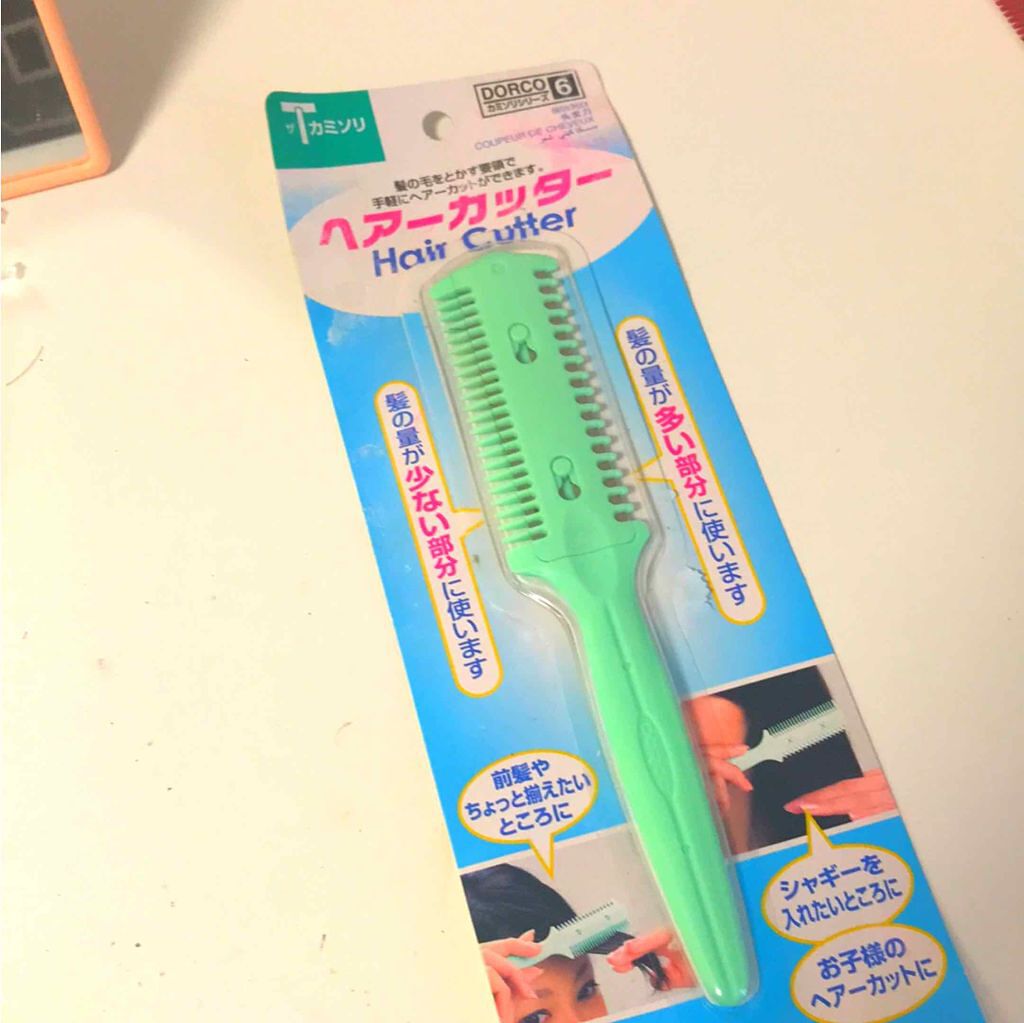 ザ
カミソリ
DORCO 6
カミソリシリーズ
COUPEUR DE CHEVEUX
髪の毛をとかす要領で
手軽にヘアーカットができます。
ヘアーカッター
Hair Cutter
髪の量が少ない部分に使います
髪の量が多い部分に使います
前髪や
ちょっと揃えたい
ところに
シャギーを
入れたいところに
お子様の
ヘアーカットに